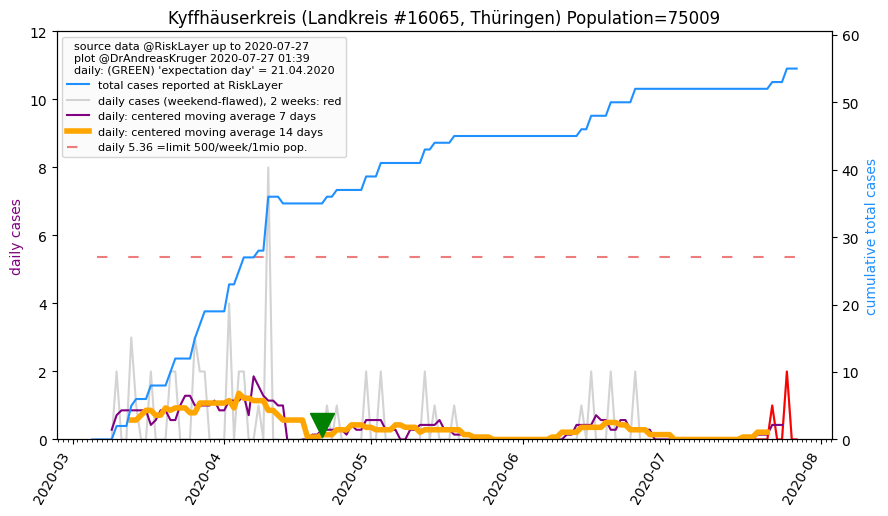 Kyffhäuserkreis (Landkreis #16065, Thüringen) Population=75009
source data @RiskLayer up to 2020-07-27
plot @DrAndreasKruger 2020-07-27 01:39
daily: (GREEN) 'expectation day' = 21.04.2020
total cases reported at RiskLayer
daily cases (weekend-flawed), 2 weeks: red
daily: centered moving average 7 days
daily: centered moving average 14 days
daily 5.36 =limit 500/week/1mio pop.
daily cases
12
10
8
6
4
2
0
60
50
40
30
20
10
0
cumulative total cases
2020-03
2020-04
2020-05
2020-06
2020-07
2020-08